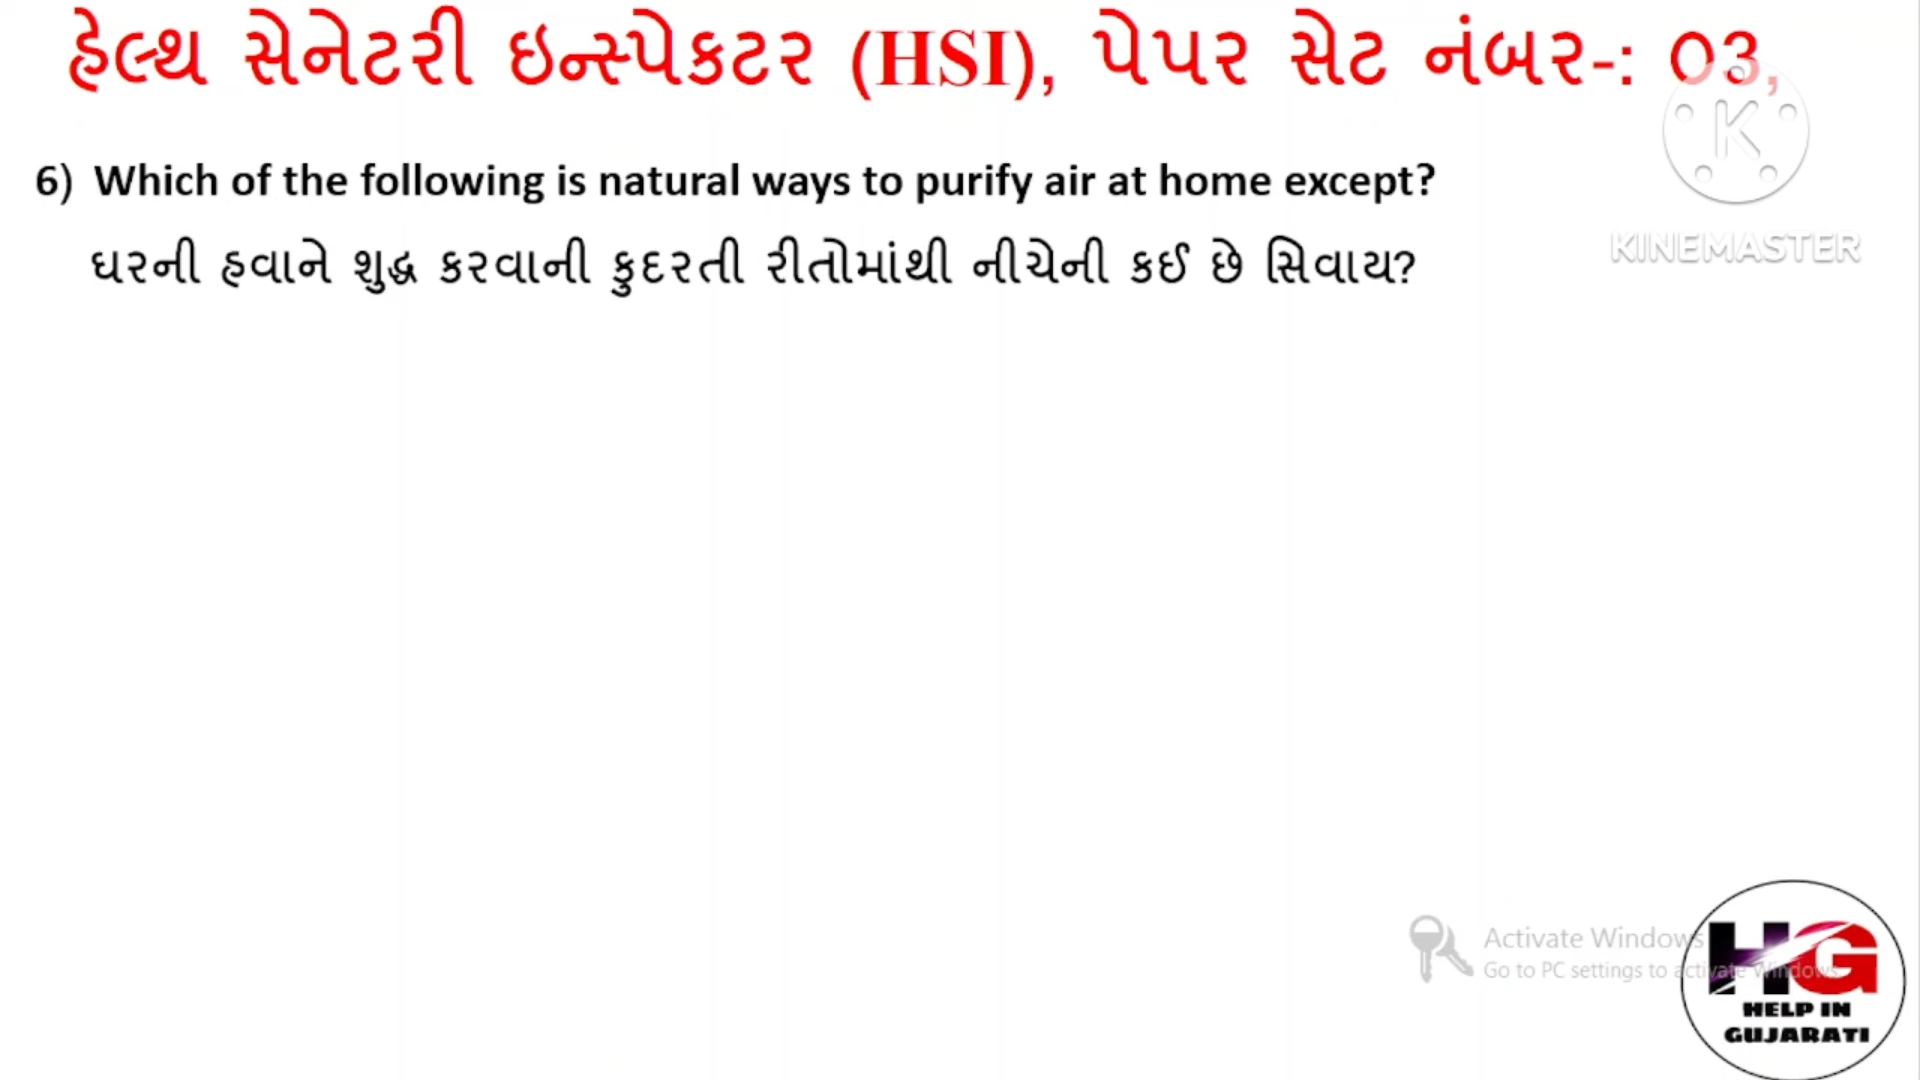 હેલ્થ સેનેટરી ઇન્સ્પેકટર (HSI), પેપર સેટ નંબર-: 03,
6) Which of the following is natural ways to purify air at home except?
ઘરની હવાને શુદ્ધ કરવાની કુદરતી રીતોમાંથી નીચેની કઈ છે સિવાય?
K
KINEMASTER
Activate Windows
Go to PC settings to activate Windows.
HG
HELP IN
GUJARATI